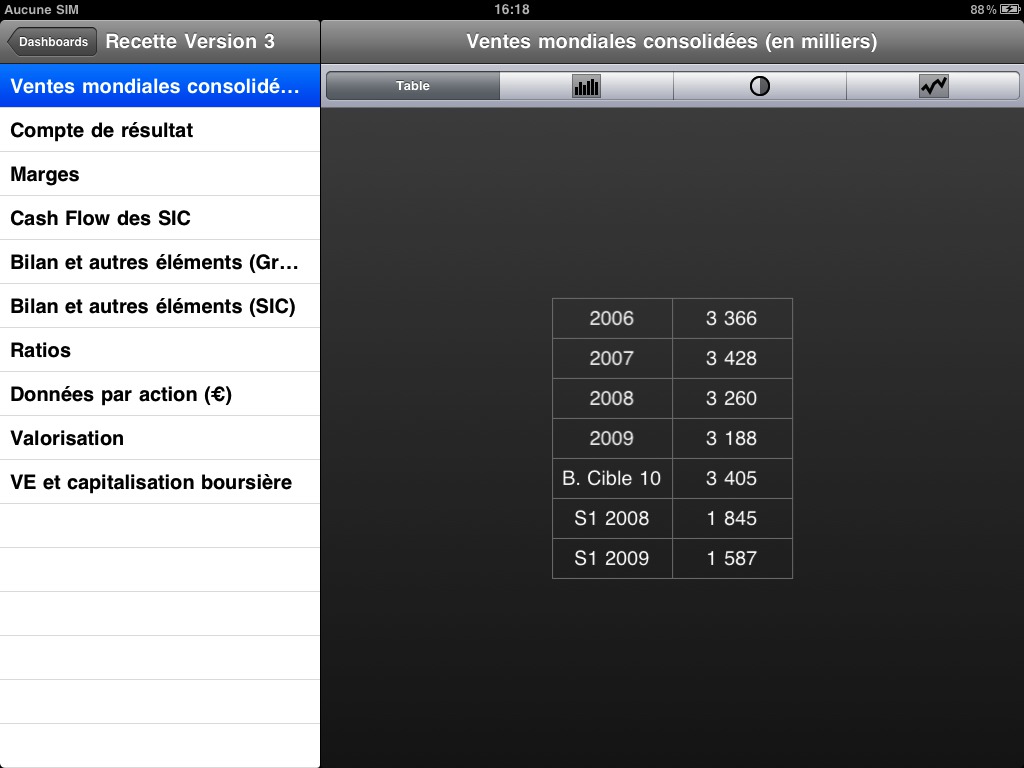 Aucune SIM 16:18 88 %
Dashboards Recette Version 3 Ventes mondiales consolidées (en milliers)
Ventes mondiales consolidé…
Table
Compte de résultat
Marges
Cash Flow des SIC
Bilan et autres éléments (Gr…
Bilan et autres éléments (SIC)
Ratios
Données par action (€)
Valorisation
VE et capitalisation boursière
2006 3 366
2007 3 428
2008 3 260
2009 3 188
B. Cible 10 3 405
S1 2008 1 845
S1 2009 1 587